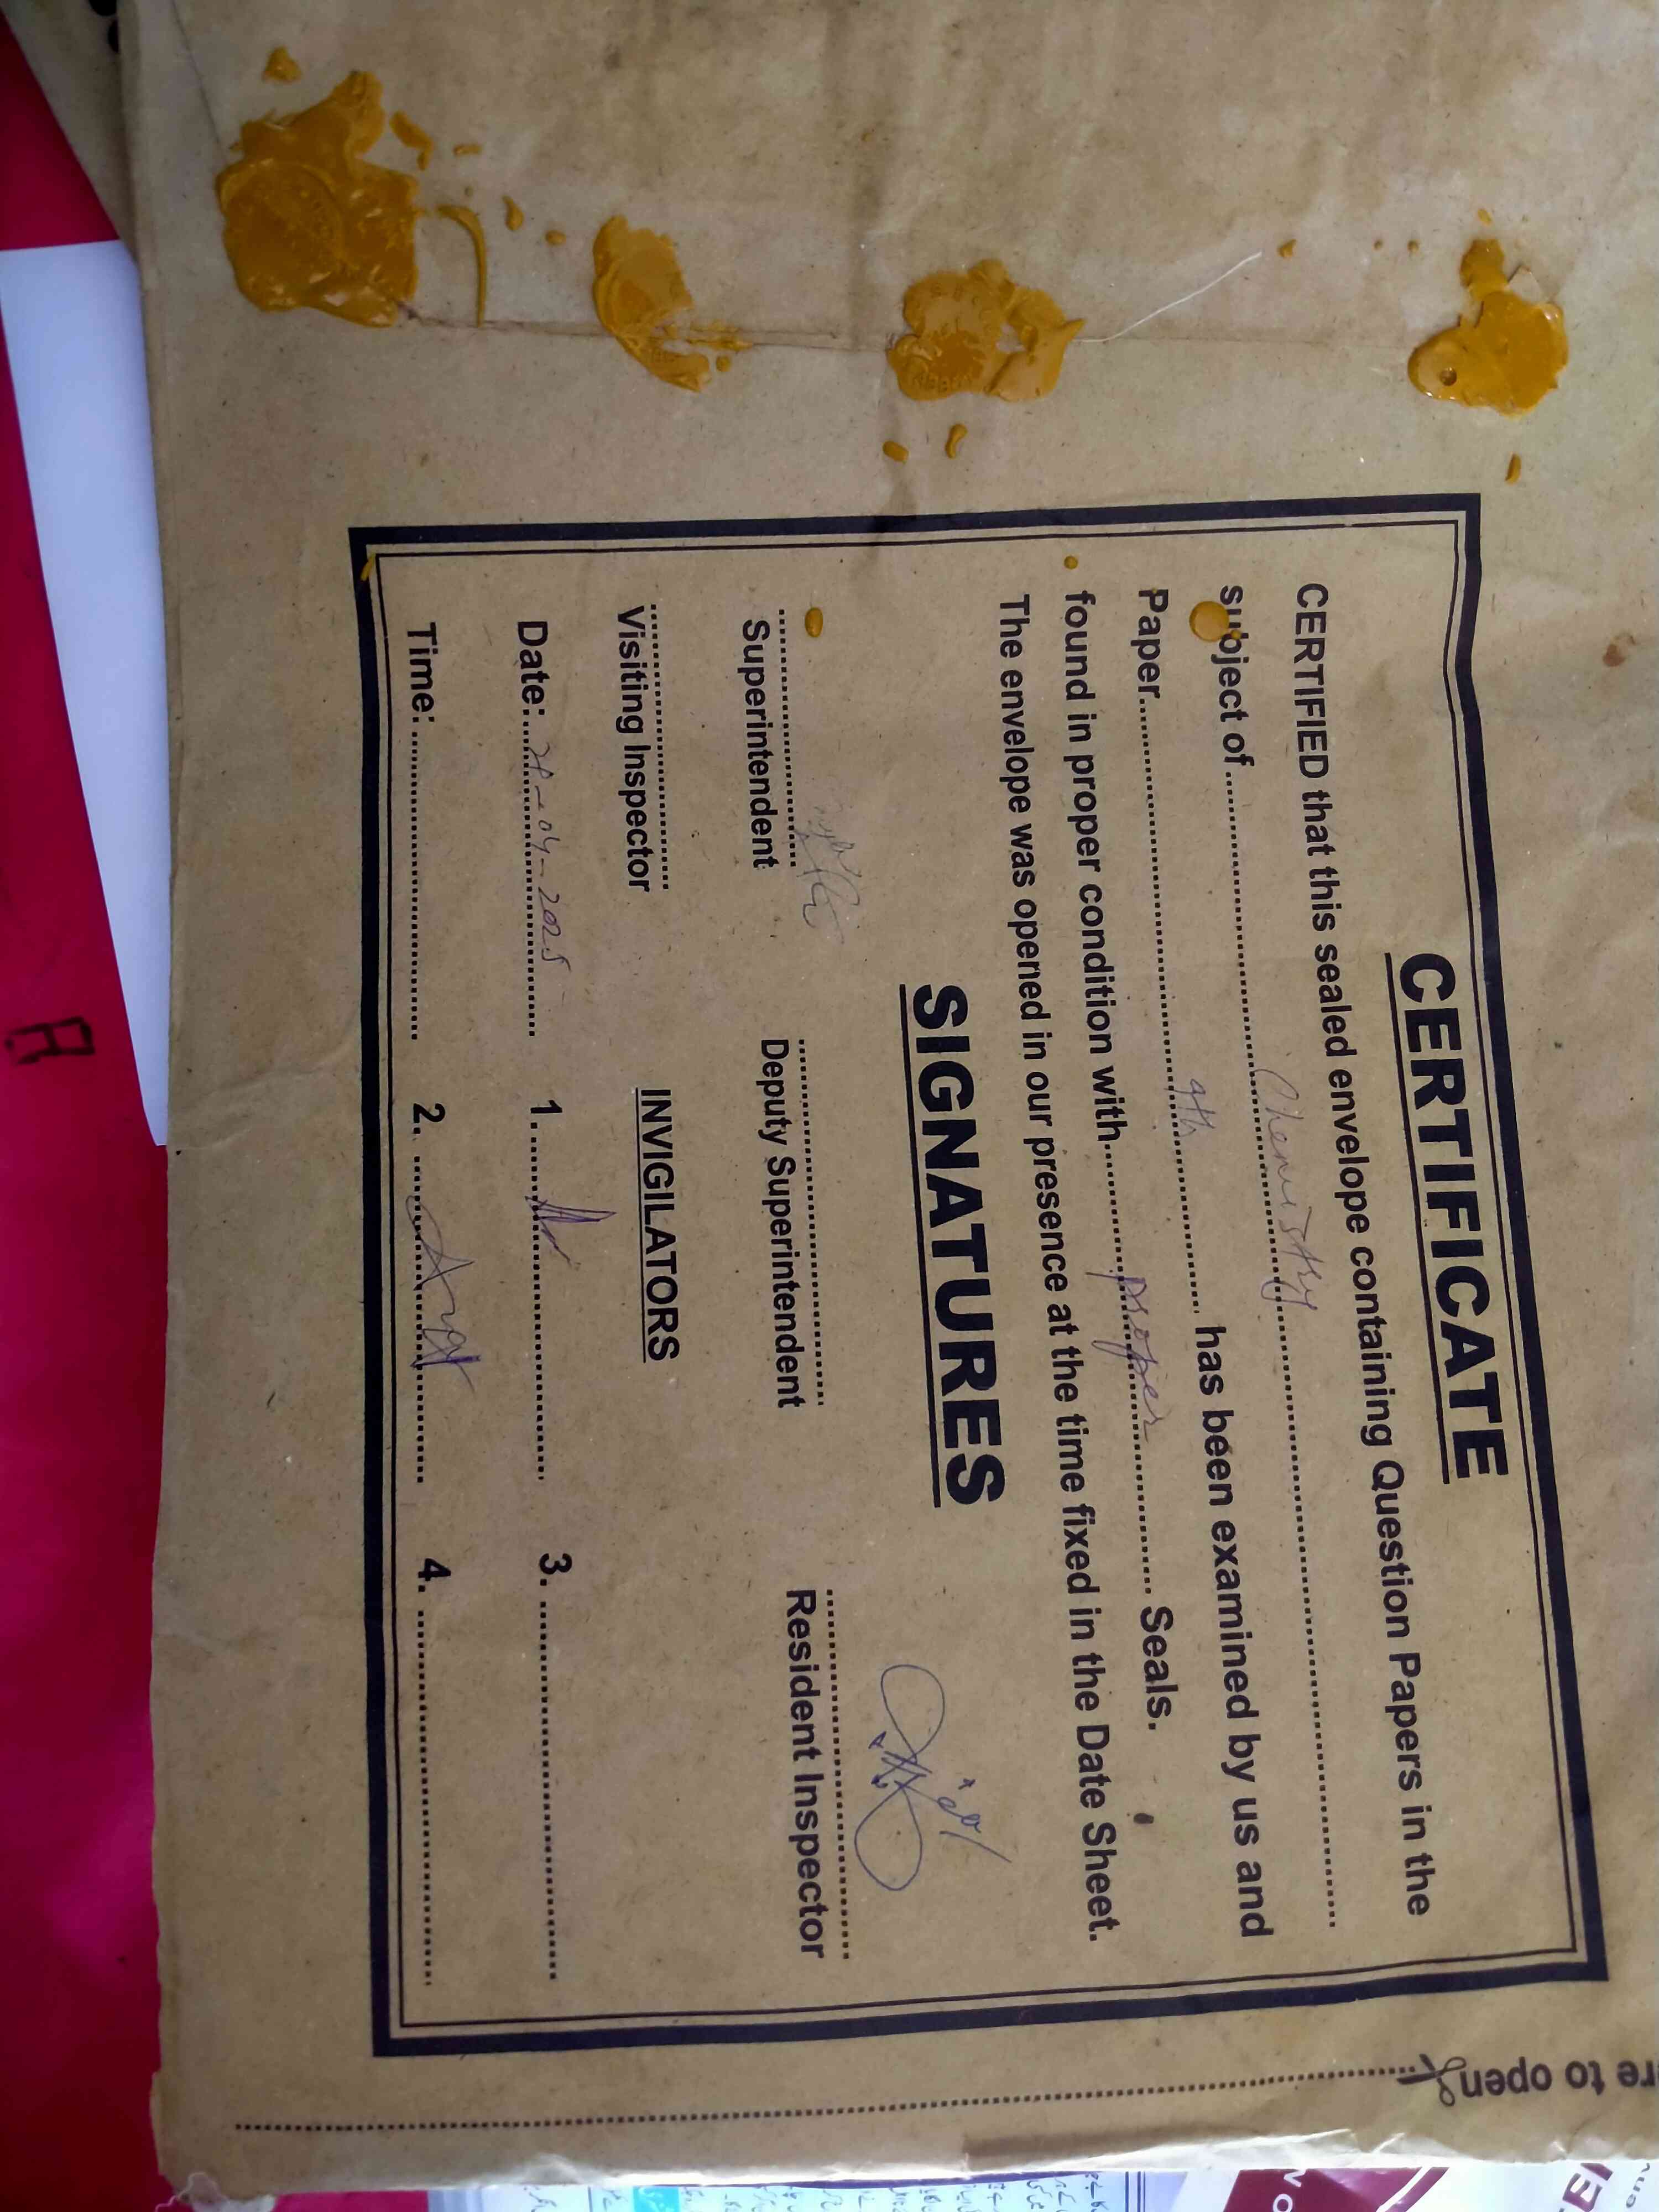 CERTIFICATE
CERTIFIED that this sealed envelope containing Question Papers in the
subject of..........Chemistry..........
Paper..........9th.......... has been examined by us and
found in proper condition with..........proper.......... Seals.
The envelope was opened in our presence at the time fixed in the Date Sheet.
SIGNATURES
Superintendent Deputy Superintendent Resident Inspector
Visiting Inspector INVIGILATORS
Date: -04-2025 1. 3.
Time: 2. 4.
re to open
A